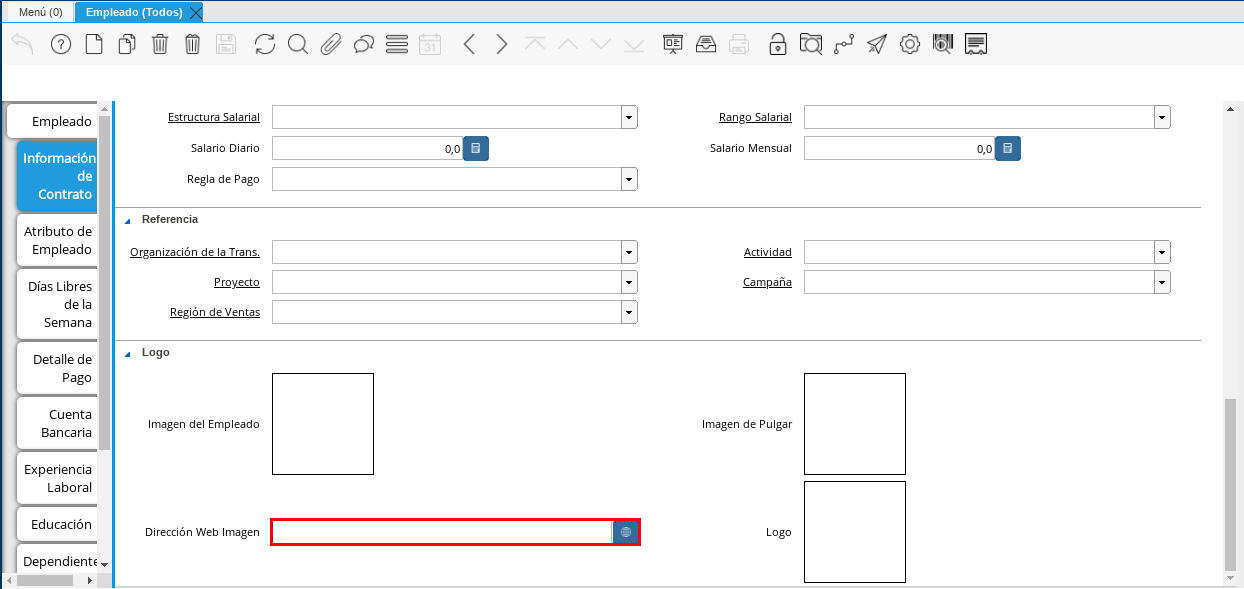 Menú (0)
Empleado (Todos)
31
Empleado
Información
de
Contrato
Atributo de
Empleado
Días Libres
de la
Semana
Detalle de
Pago
Cuenta
Bancaria
Experiencia
Laboral
Educación
Dependiente
Estructura Salarial
Rango Salarial
Salario Diario
0,0
Salario Mensual
0,0
Regla de Pago
Referencia
Organización de la Trans.
Actividad
Proyecto
Campaña
Región de Ventas
Logo
Imagen del Empleado
Imagen de Pulgar
Dirección Web Imagen
Logo